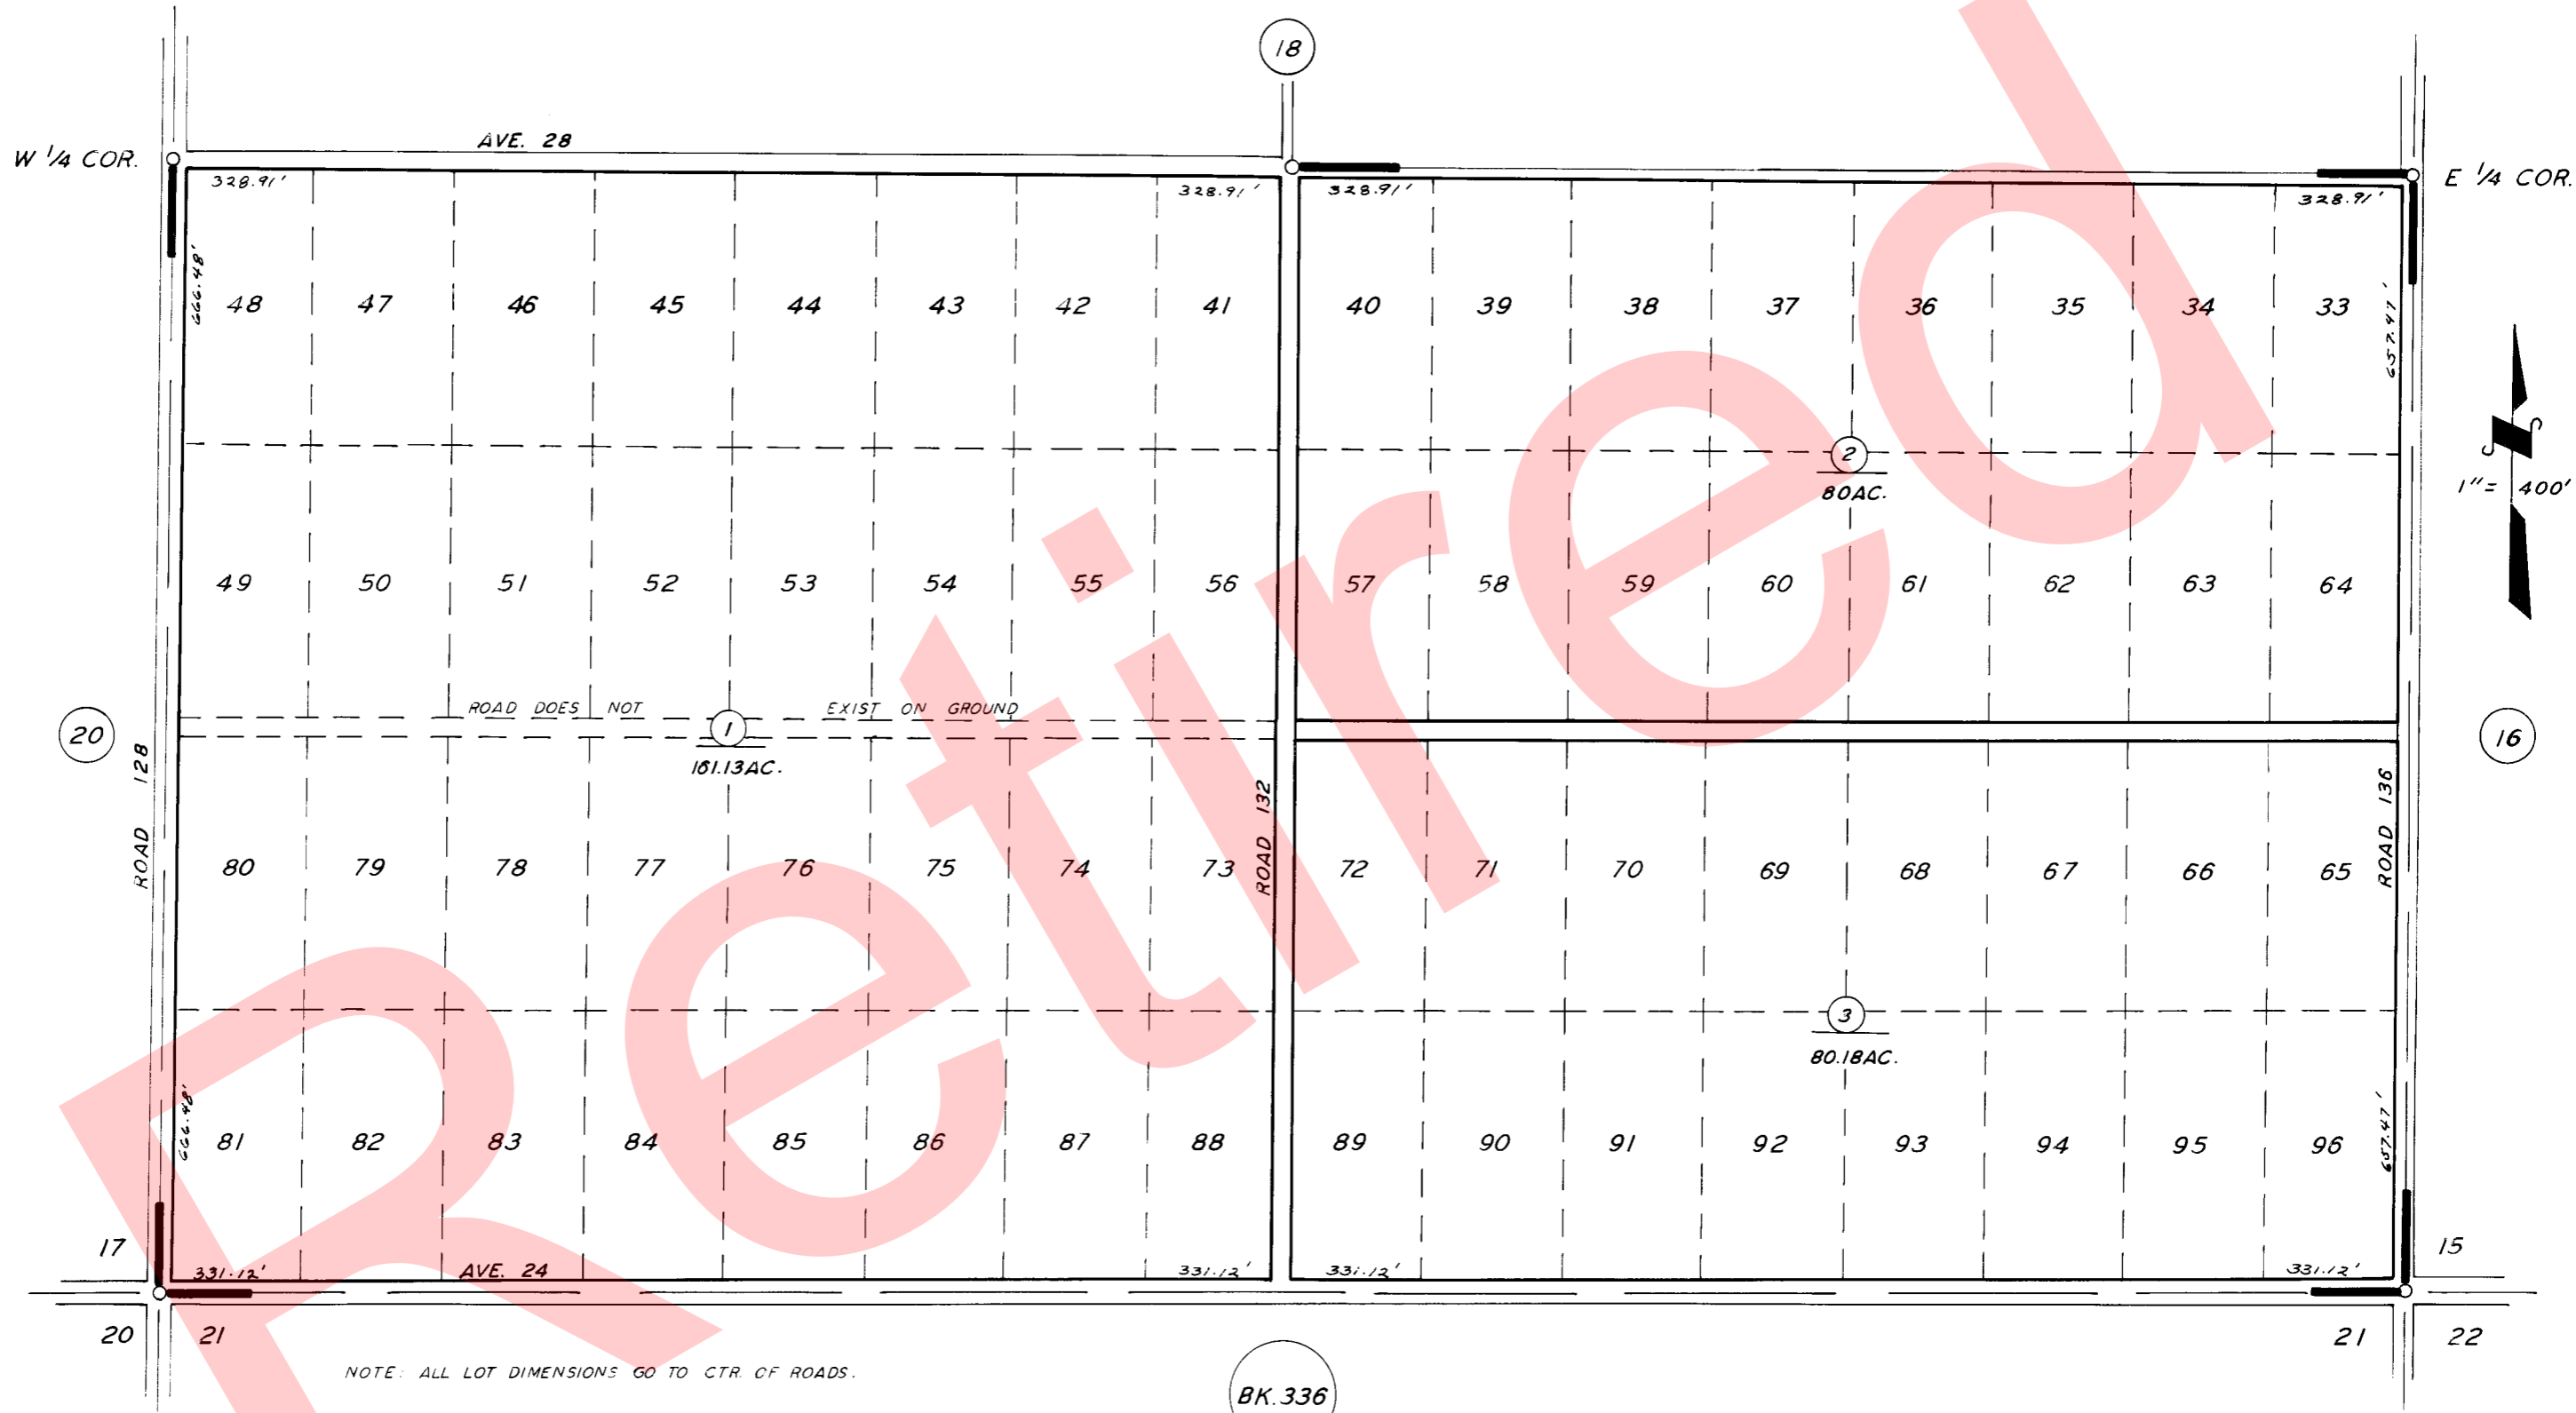 18
AVE. 28
W 1/4 COR.
E 1/4 COR.
328.91' 328.91' 328.91' 328.91'
666.48' 657.47'
48 47 46 45 44 43 42 41 40 39 38 37 36 35 34 33
2
80AC.
1"= 400'
49 50 51 52 53 54 55 56 57 58 59 60 61 62 63 64
ROAD DOES NOT EXIST ON GROUND
20 1 16
161.13AC.
ROAD 128
ROAD 132
ROAD 136
80 79 78 77 76 75 74 73 72 71 70 69 68 67 66 65
3
80.18AC.
666.48' 657.47'
81 82 83 84 85 86 87 88 89 90 91 92 93 94 95 96
17 15
331.12' AVE. 24 331.12' 331.12' 331.12'
20 21 21 22
NOTE: ALL LOT DIMENSIONS GO TO CTR. OF ROADS.
BK. 336
Retired